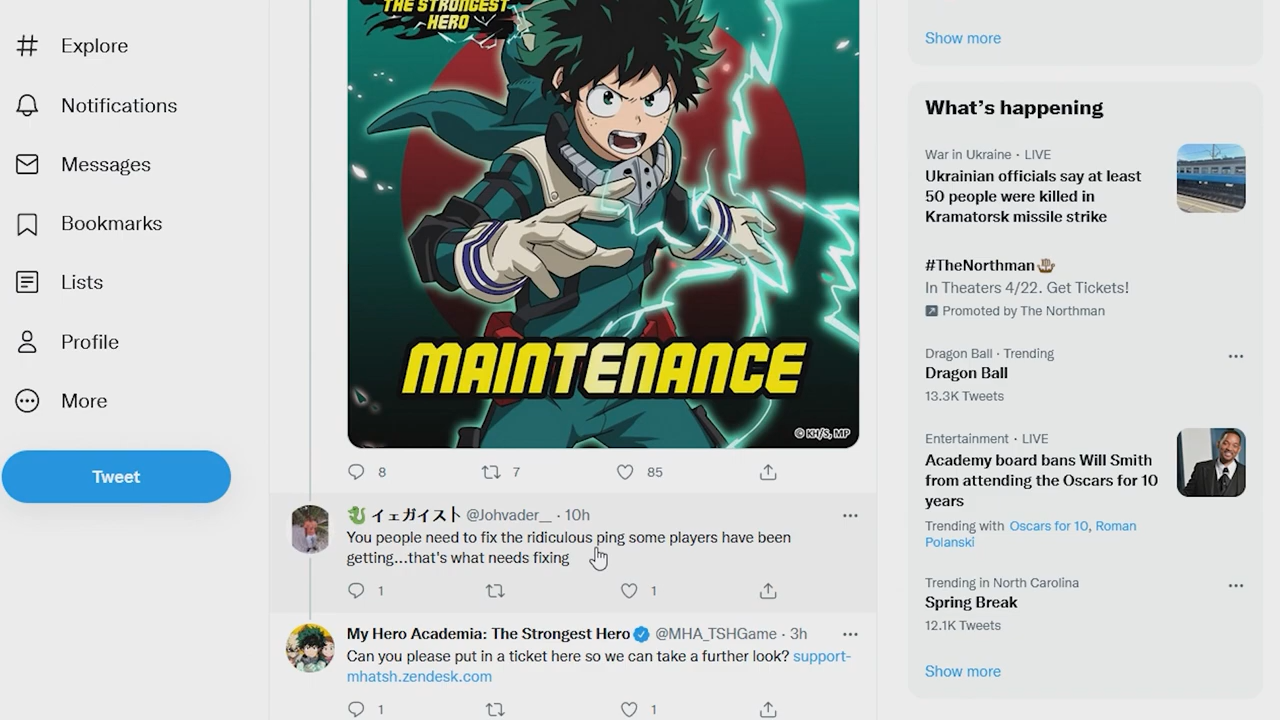 Explore
Notifications
Messages
Bookmarks
Lists
Profile
More
Tweet
THE STRONGEST
HERO
MAINTENANCE
© KH/S, MP
8 7 85
イェガイスト @Johvader__ · 10h
You people need to fix the ridiculous ping some players have been
getting...that's what needs fixing
1 1
My Hero Academia: The Strongest Hero @MHA_TSHGame · 3h
Can you please put in a ticket here so we can take a further look? support-
mhatsh.zendesk.com
1 1
Show more
What's happening
War in Ukraine · LIVE
Ukrainian officials say at least
50 people were killed in
Kramatorsk missile strike
#TheNorthman
In Theaters 4/22. Get Tickets!
Promoted by The Northman
Dragon Ball · Trending
Dragon Ball
13.3K Tweets
Entertainment · LIVE
Academy board bans Will Smith
from attending the Oscars for 10
years
Trending with Oscars for 10, Roman
Polanski
Trending in North Carolina
Spring Break
12.1K Tweets
Show more